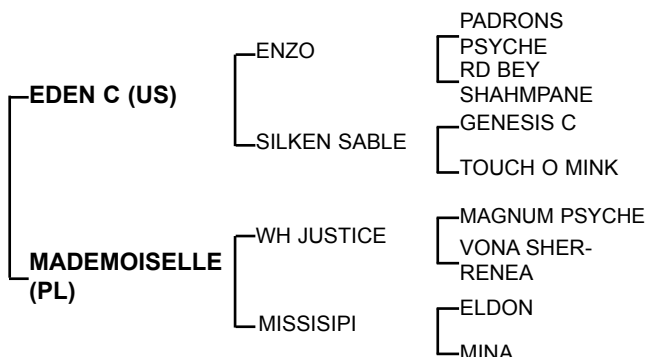 PADRONS
PSYCHE
ENZO
RD BEY
SHAHMPANE
EDEN C (US)
GENESIS C
SILKEN SABLE
TOUCH O MINK
MAGNUM PSYCHE
WH JUSTICE
VONA SHER-
RENEA
MADEMOISELLE
(PL)
ELDON
MISSISIPI
MINA